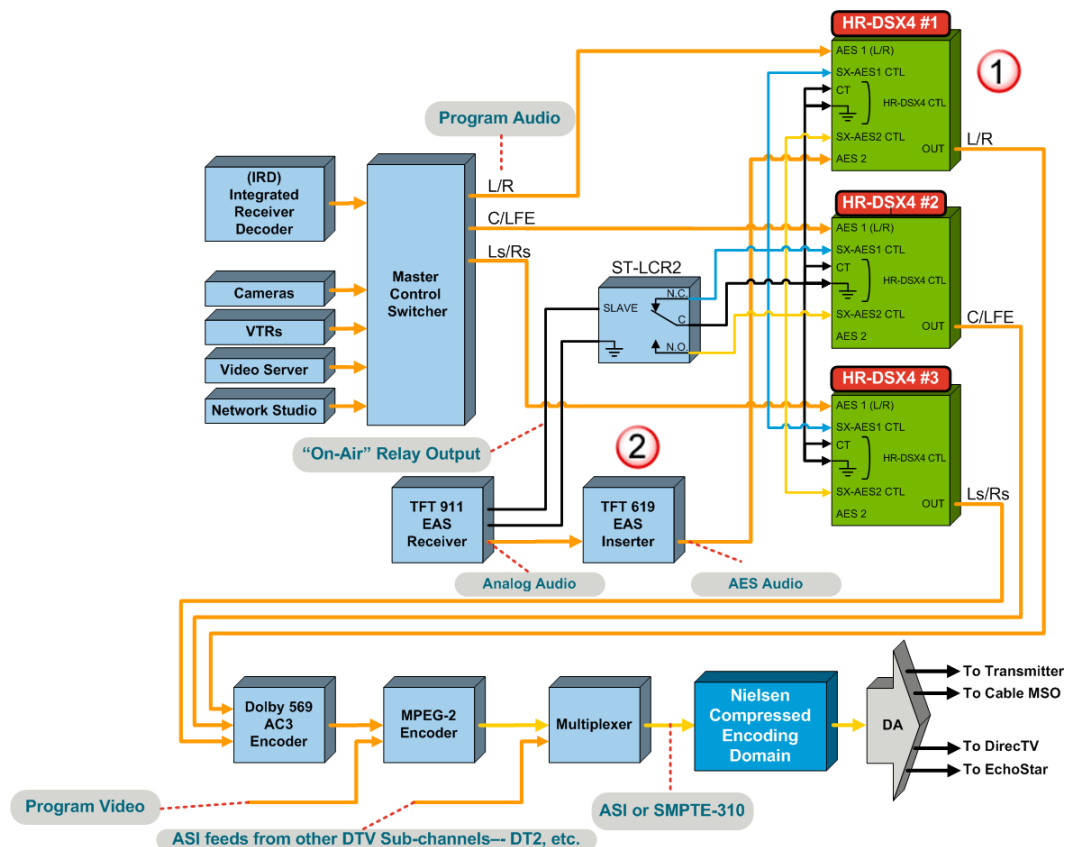 HR-DSX4 #1
AES 1 (L/R)
SX-AES1 CTL
CT
HR-DSX4 CTL
SX-AES2 CTL
OUT
AES 2
L/R
1
Program Audio
(IRD)
Integrated
Receiver
Decoder
Cameras
VTRs
Video Server
Network Studio
Master
Control
Switcher
L/R
C/LFE
Ls/Rs
ST-LCR2
SLAVE
N.C.
C
N.O.
HR-DSX4 #2
AES 1 (L/R)
SX-AES1 CTL
CT
HR-DSX4 CTL
SX-AES2 CTL
OUT
AES 2
C/LFE
HR-DSX4 #3
AES 1 (L/R)
SX-AES1 CTL
CT
HR-DSX4 CTL
SX-AES2 CTL
OUT
AES 2
Ls/Rs
“On-Air” Relay Output
2
TFT 911
EAS
Receiver
TFT 619
EAS
Inserter
Analog Audio
AES Audio
Dolby 569
AC3
Encoder
MPEG-2
Encoder
Multiplexer
Nielsen
Compressed
Encoding
Domain
DA
To Transmitter
To Cable MSO
To DirecTV
To EchoStar
Program Video
ASI feeds from other DTV Sub-channels–- DT2, etc.
ASI or SMPTE-310